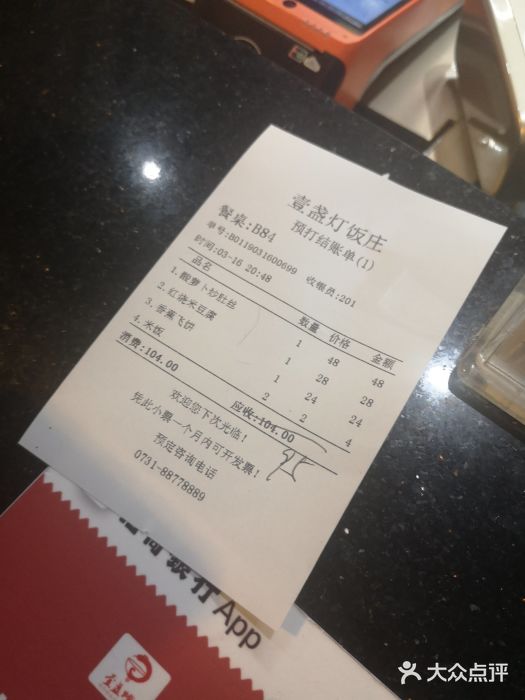 壹盏灯饭庄
预打结账单(1)
餐桌:B84
单号:B0119031600699 收银员:201
时间:03-16 20:48
品名 数量 价格 金额
1.酸萝卜炒肚丝 1 48 48
2.红烧米豆腐 1 28 28
3.香蕉飞饼 1 24 24
4.米饭 2 2 4
消费:104.00 应收:104.00
欢迎您下次光临!
凭此小票一个月内可开发票!
预定咨询电话
0731-88778889
银行App
大众点评